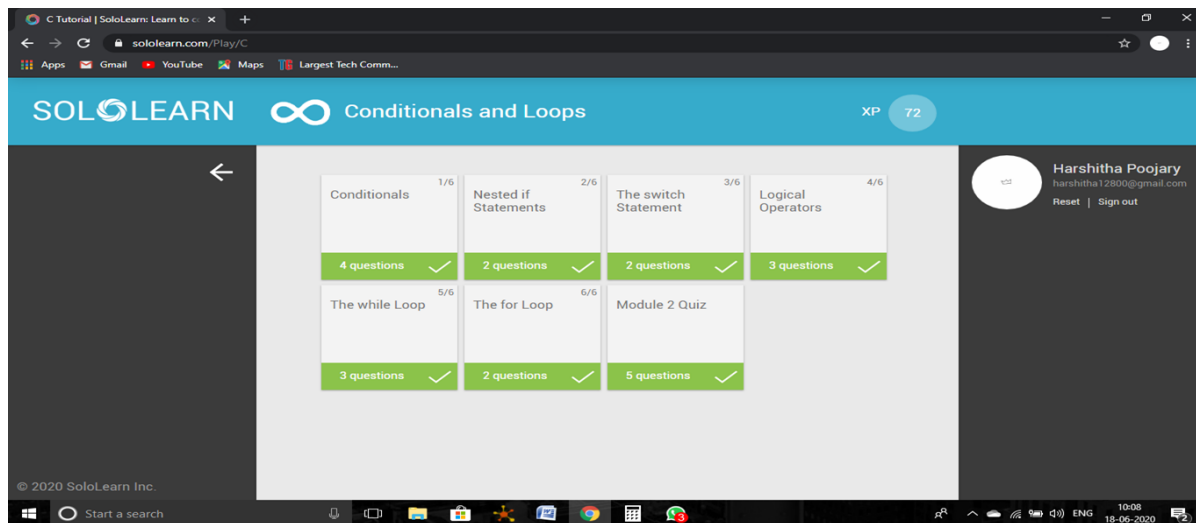 C Tutorial | SoloLearn: Learn to c
sololearn.com/Play/C
Apps Gmail YouTube Maps TG Largest Tech Comm...
SOLOLEARN Conditionals and Loops XP 72
Harshitha Poojary
harshitha12800@gmail.com
Reset | Sign out
1/6
Conditionals
4 questions
2/6
Nested if
Statements
2 questions
3/6
The switch
Statement
2 questions
4/6
Logical
Operators
3 questions
5/6
The while Loop
3 questions
6/6
The for Loop
2 questions
Module 2 Quiz
5 questions
© 2020 SoloLearn Inc.
Start a search
3
ENG
10:08
18-06-2020
2